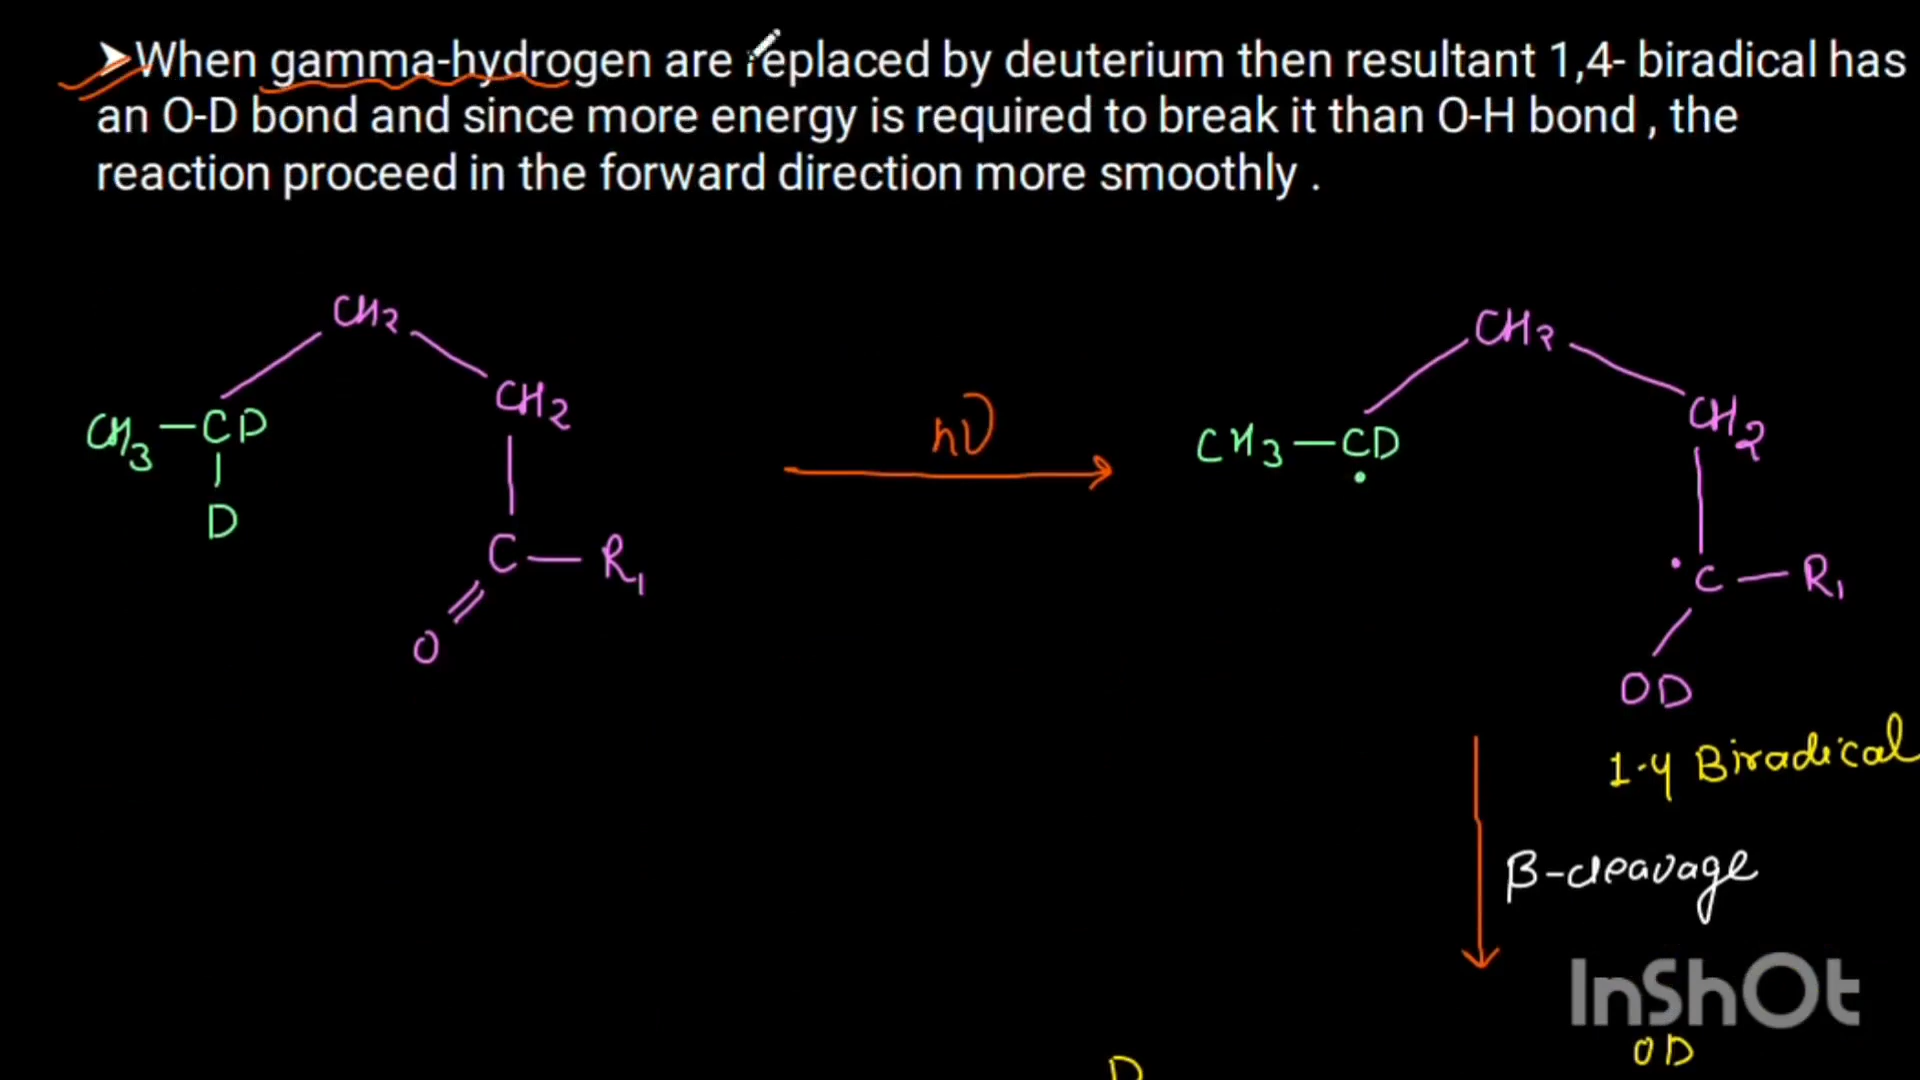 ➤When gamma-hydrogen are replaced by deuterium then resultant 1,4- biradical has
an O-D bond and since more energy is required to break it than O-H bond , the
reaction proceed in the forward direction more smoothly .
CH2
CH2
CH3-CD
D
C-R1
O
hν
CH2
CH2
CH3-CD
C-R1
OD
1-4 Biradical
β-cleavage
InShOt
OD
D